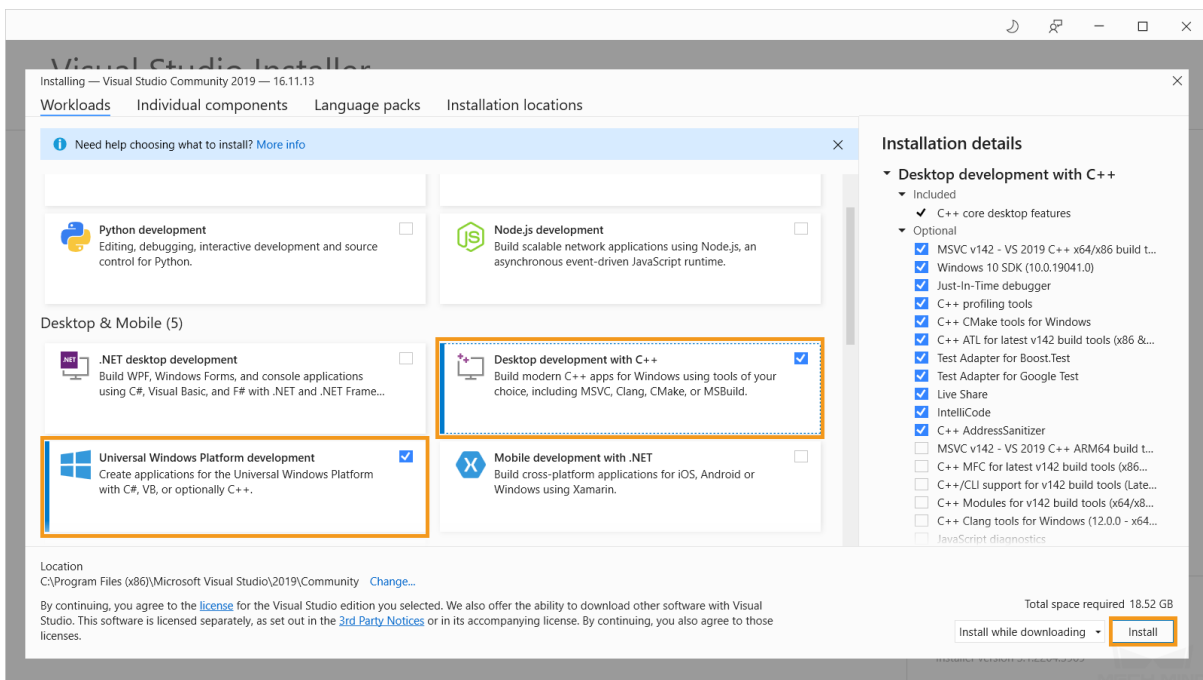 Visual Studio Installer
Installing — Visual Studio Community 2019 — 16.11.13
Workloads
Individual components
Language packs
Installation locations
Need help choosing what to install? More info
Python development
Editing, debugging, interactive development and source
control for Python.
Node.js development
Build scalable network applications using Node.js, an
asynchronous event-driven JavaScript runtime.
Desktop & Mobile (5)
.NET desktop development
Build WPF, Windows Forms, and console applications
using C#, Visual Basic, and F# with .NET and .NET Frame...
Desktop development with C++
Build modern C++ apps for Windows using tools of your
choice, including MSVC, Clang, CMake, or MSBuild.
Universal Windows Platform development
Create applications for the Universal Windows Platform
with C#, VB, or optionally C++.
Mobile development with .NET
Build cross-platform applications for iOS, Android or
Windows using Xamarin.
Installation details
Desktop development with C++
Included
C++ core desktop features
Optional
MSVC v142 - VS 2019 C++ x64/x86 build t...
Windows 10 SDK (10.0.19041.0)
Just-In-Time debugger
C++ profiling tools
C++ CMake tools for Windows
C++ ATL for latest v142 build tools (x86 &...
Test Adapter for Boost.Test
Test Adapter for Google Test
Live Share
IntelliCode
C++ AddressSanitizer
MSVC v142 - VS 2019 C++ ARM64 build t...
C++ MFC for latest v142 build tools (x86...
C++/CLI support for v142 build tools (Late...
C++ Modules for v142 build tools (x64/x8...
C++ Clang tools for Windows (12.0.0 - x64...
JavaScript diagnostics
Location
C:\Program Files (x86)\Microsoft Visual Studio\2019\Community Change...
By continuing, you agree to the license for the Visual Studio edition you selected. We also offer the ability to download other software with Visual
Studio. This software is licensed separately, as set out in the 3rd Party Notices or in its accompanying license. By continuing, you also agree to those
licenses.
Total space required 18.52 GB
Install while downloading
Install